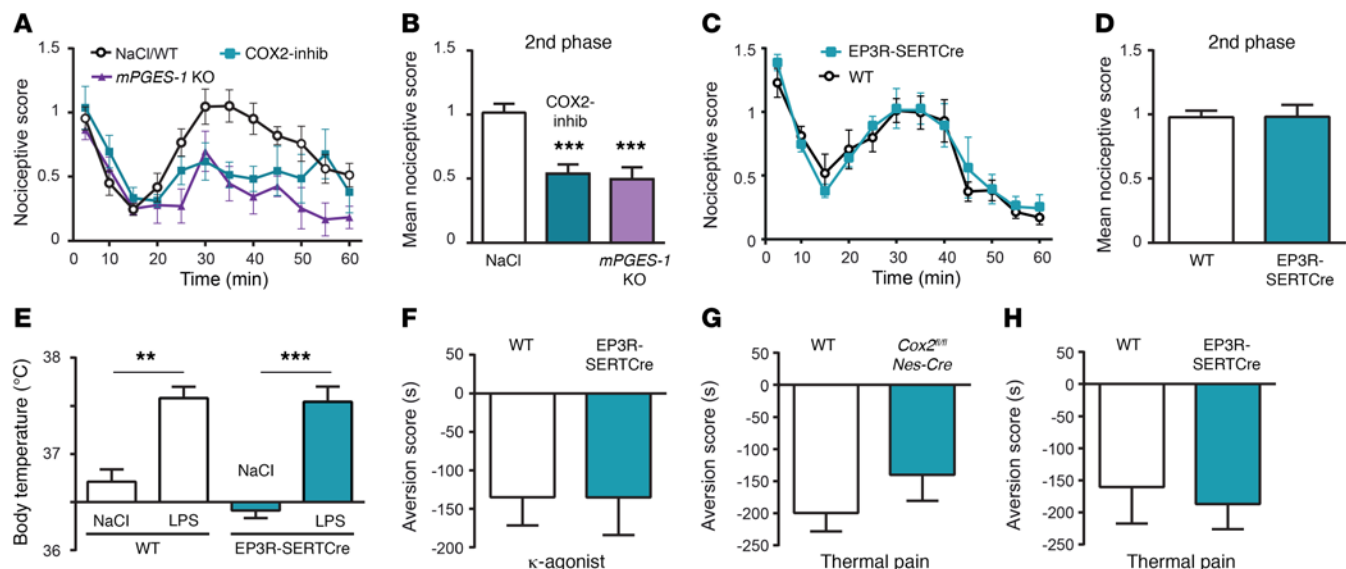 A
NaCl/WT
COX2-inhib
mPGES-1 KO
Nociceptive score
1.5
1
0.5
0
0 10 20 30 40 50 60
Time (min)
B
2nd phase
Mean nociceptive score
1.5
1
0.5
0
COX2-
inhib
*** ***
NaCl
mPGES-1
KO
C
EP3R-SERTCre
WT
Nociceptive score
1.5
1
0.5
0
0 10 20 30 40 50 60
Time (min)
D
2nd phase
Mean nociceptive score
1.5
1
0.5
0
WT EP3R-
SERTCre
E
Body temperature (°C)
38
37
36
** ***
NaCl
NaCl LPS LPS
WT EP3R-SERTCre
F
WT EP3R-
SERTCre
Aversion score (s)
50
0
-50
-100
-150
-200
κ-agonist
G
WT Cox2fl/fl
Nes-Cre
Aversion score (s)
50
0
-50
-100
-150
-200
-250
Thermal pain
H
WT EP3R-
SERTCre
Aversion score (s)
50
0
-50
-100
-150
-200
-250
Thermal pain